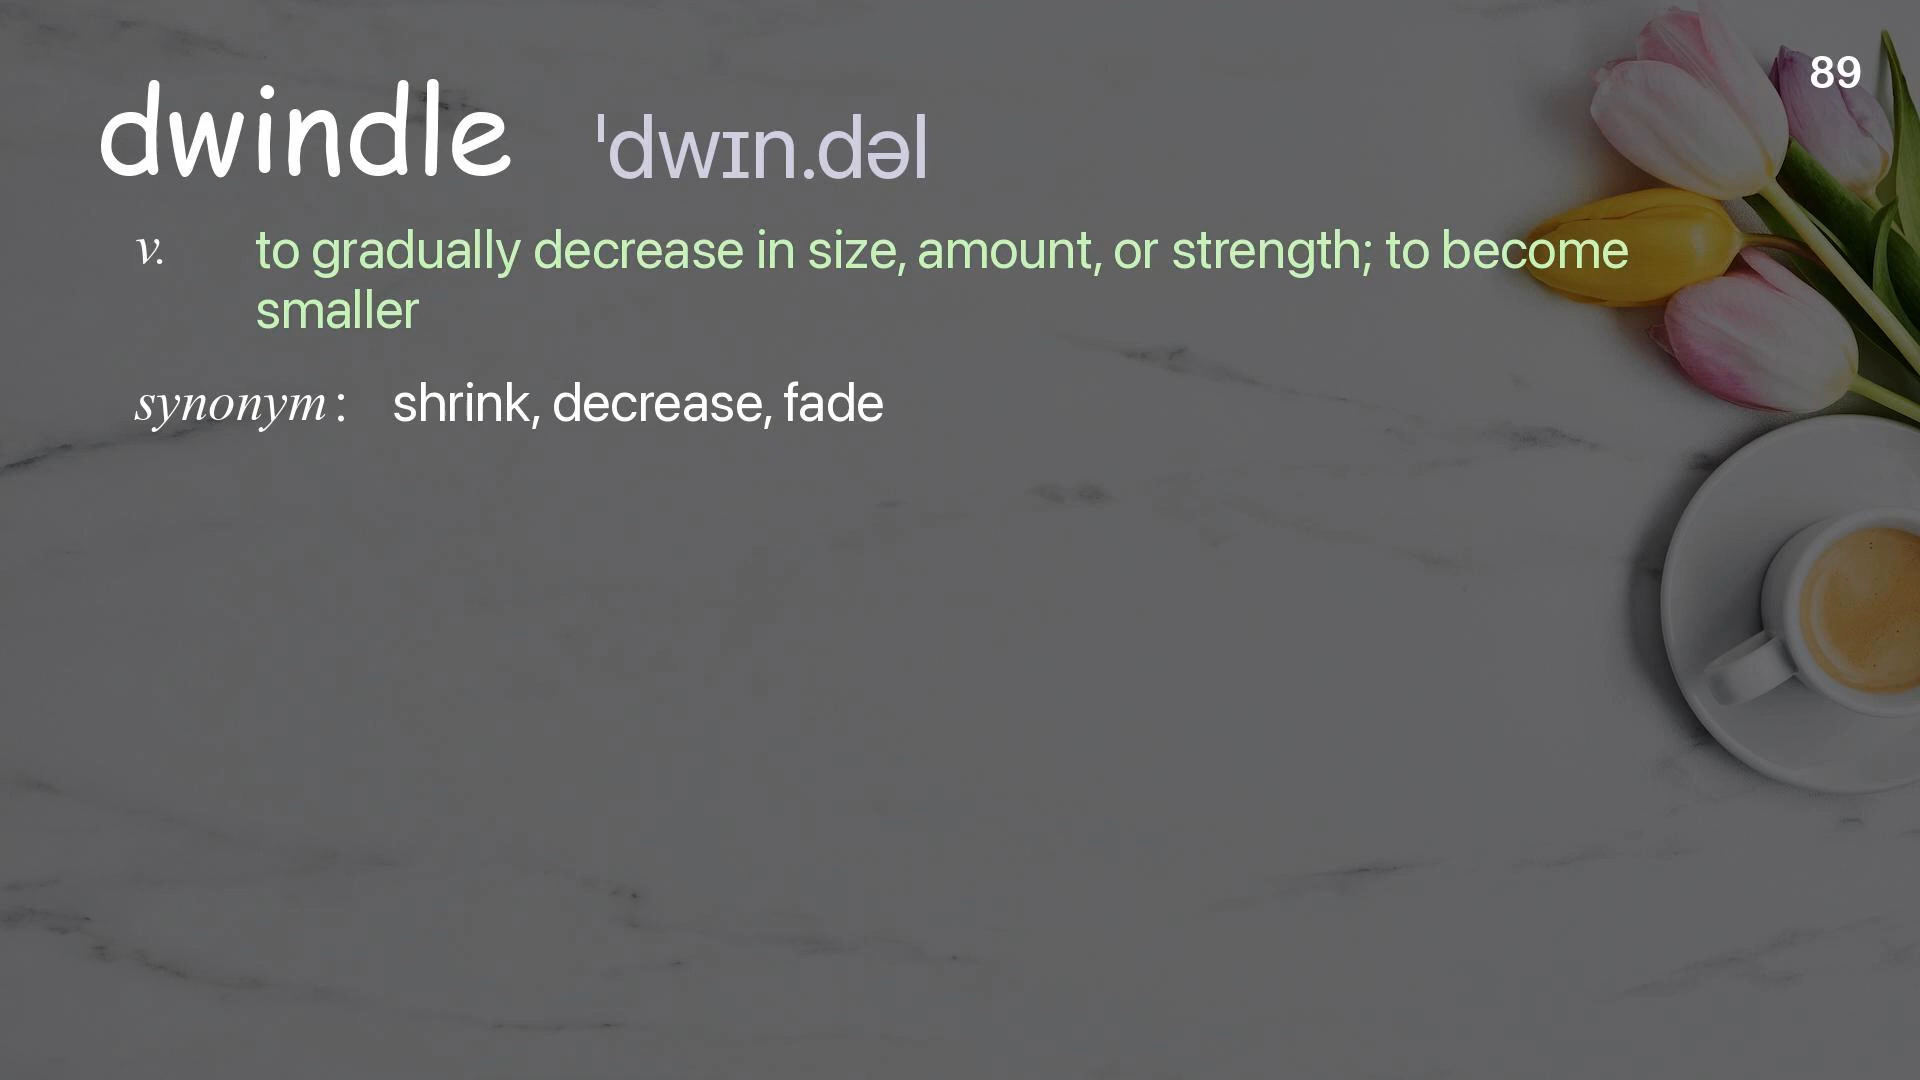 89
dwindle ˈdwɪn.dəl
v. to gradually decrease in size, amount, or strength; to become
smaller
synonym: shrink, decrease, fade